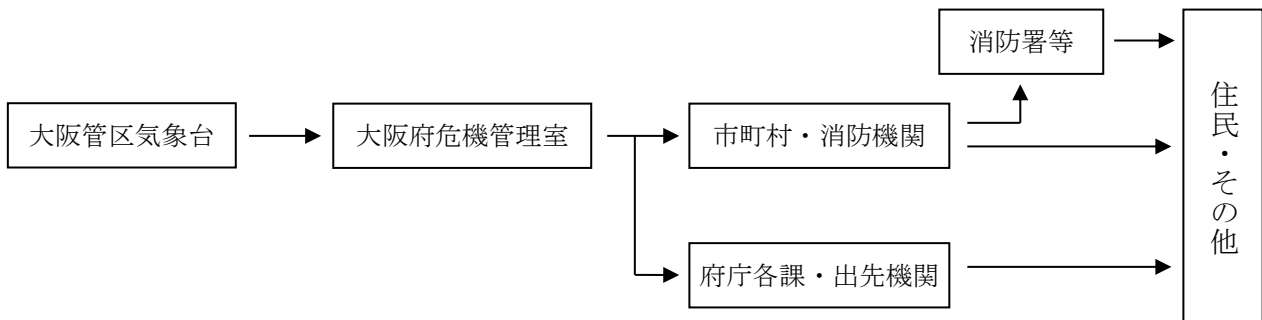 消防署等
大阪管区気象台
大阪府危機管理室
市町村・消防機関
府庁各課・出先機関
住民・その他